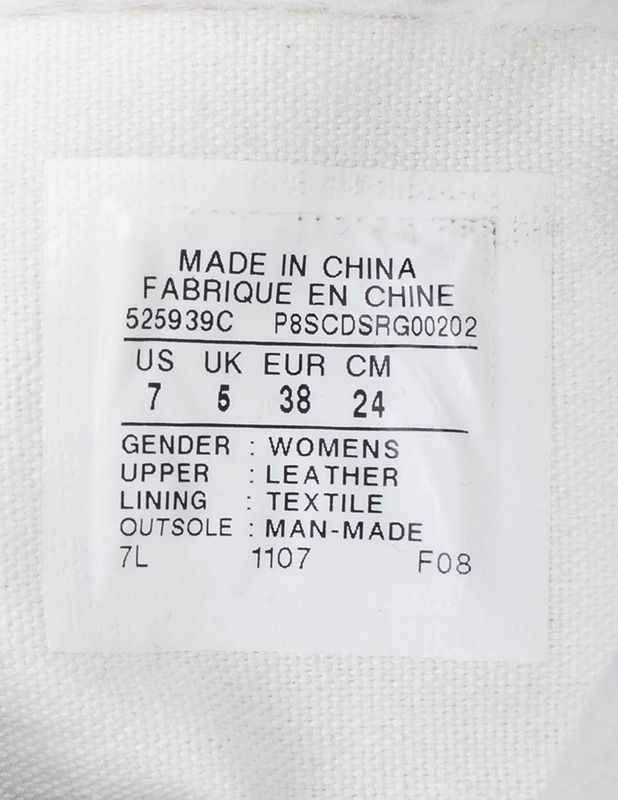 MADE IN CHINA
FABRIQUE EN CHINE
525939C P8SCDSRG00202
US UK EUR CM
7 5 38 24
GENDER : WOMENS
UPPER : LEATHER
LINING : TEXTILE
OUTSOLE : MAN-MADE
7L 1107 F08